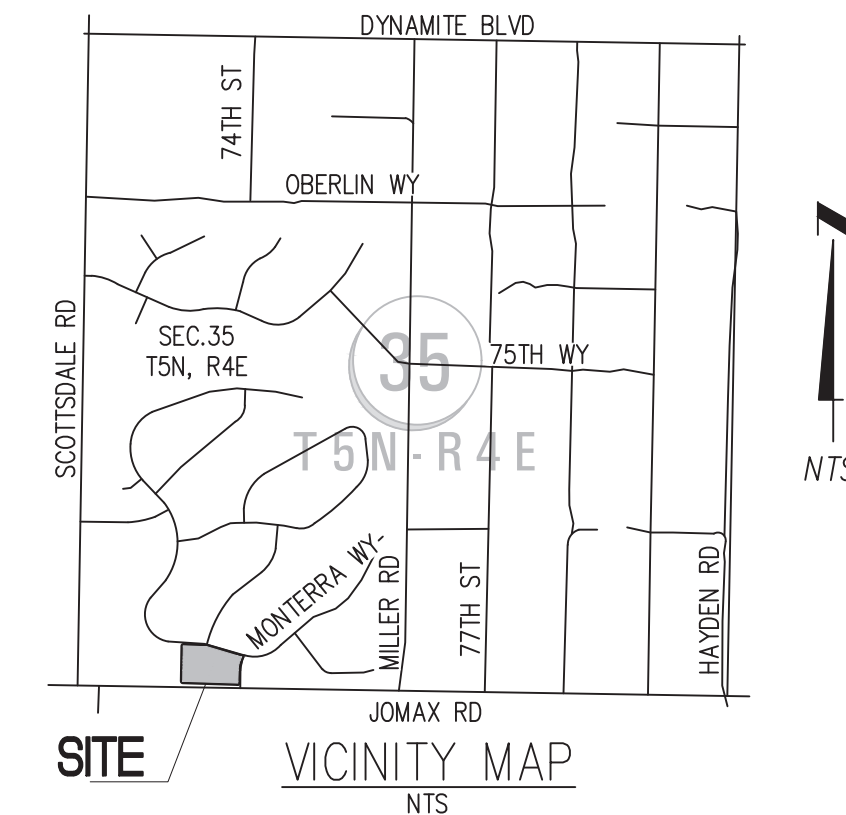 DYNAMITE BLVD
74TH ST
OBERLIN WY
SCOTTSDALE RD
SEC.35
T5N, R4E
35
75TH WY
T5N-R4E
NTS
MONTERRA WY
MILLER RD
77TH ST
HAYDEN RD
JOMAX RD
SITE
VICINITY MAP
NTS